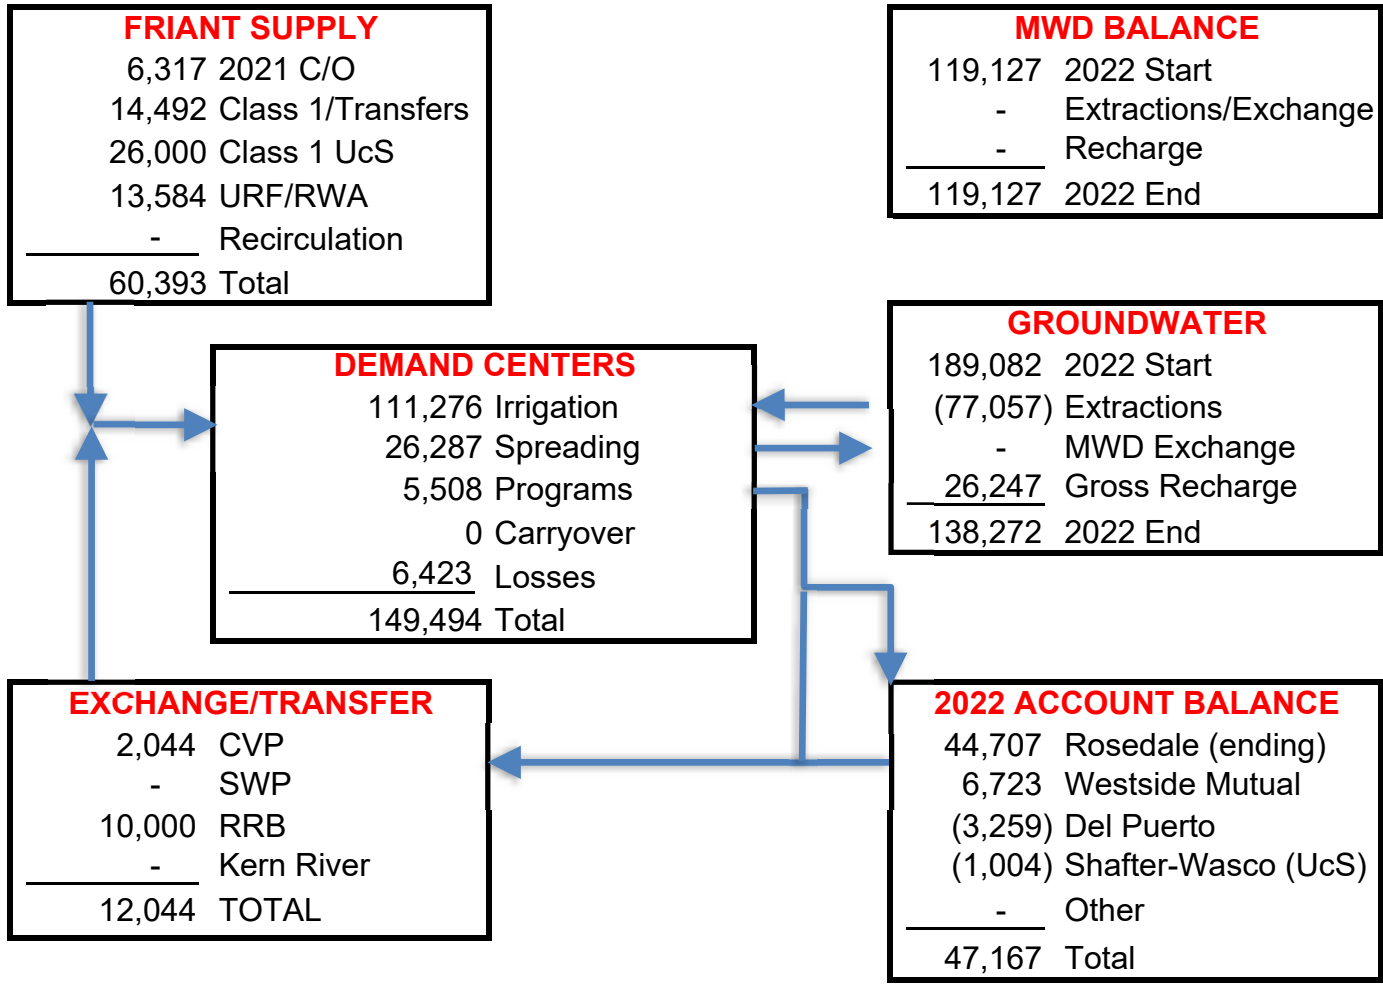 FRIANT SUPPLY
6,317 2021 C/O
14,492 Class 1/Transfers
26,000 Class 1 UcS
13,584 URF/RWA
- Recirculation
60,393 Total
MWD BALANCE
119,127 2022 Start
- Extractions/Exchange
- Recharge
119,127 2022 End
GROUNDWATER
189,082 2022 Start
(77,057) Extractions
- MWD Exchange
26,247 Gross Recharge
138,272 2022 End
DEMAND CENTERS
111,276 Irrigation
26,287 Spreading
5,508 Programs
0 Carryover
6,423 Losses
149,494 Total
EXCHANGE/TRANSFER
2,044 CVP
- SWP
10,000 RRB
- Kern River
12,044 TOTAL
2022 ACCOUNT BALANCE
44,707 Rosedale (ending)
6,723 Westside Mutual
(3,259) Del Puerto
(1,004) Shafter-Wasco (UcS)
- Other
47,167 Total